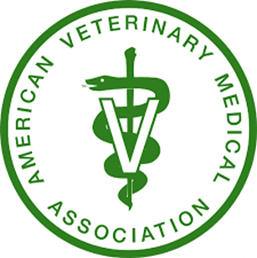 AMERICAN VETERINARY MEDICAL
ASSOCIATION
V